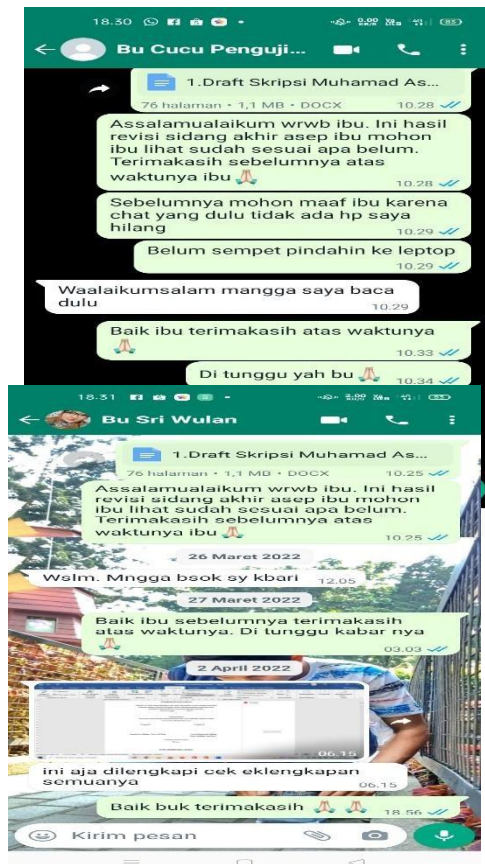 18.30
Bu Cucu Penguji...
1.Draft Skripsi Muhamad As...
76 halaman • 1,1 MB • DOCX 10.28
Assalamualaikum wrwb ibu. Ini hasil
revisi sidang akhir asep ibu mohon
ibu lihat sudah sesuai apa belum.
Terimakasih sebelumnya atas
waktunya ibu 🙏
10.28
Sebelumnya mohon maaf ibu karena
chat yang dulu tidak ada hp saya
hilang
10.29
Belum sempet pindahin ke leptop
10.29
Waalaikumsalam mangga saya baca
dulu
10.29
Baik ibu terimakasih atas waktunya
🙏
10.33
Di tunggu yah bu 🙏 10.34
18.31
Bu Sri Wulan
1.Draft Skripsi Muhamad As...
76 halaman • 1,1 MB • DOCX 10.25
Assalamualaikum wrwb ibu. Ini hasil
revisi sidang akhir asep ibu mohon
ibu lihat sudah sesuai apa belum.
Terimakasih sebelumnya atas
waktunya ibu 🙏
10.25
26 Maret 2022
Wslm. Mngga bsok sy kbari 12.05
27 Maret 2022
Baik ibu sebelumnya terimakasih
atas waktunya. Di tunggu kabar nya
🙏
03.03
2 April 2022
06.15
ini aja dilengkapi cek eklengkapan
semuanya
06.15
Baik buk terimakasih 🙏 🙏 18.56
Kirim pesan